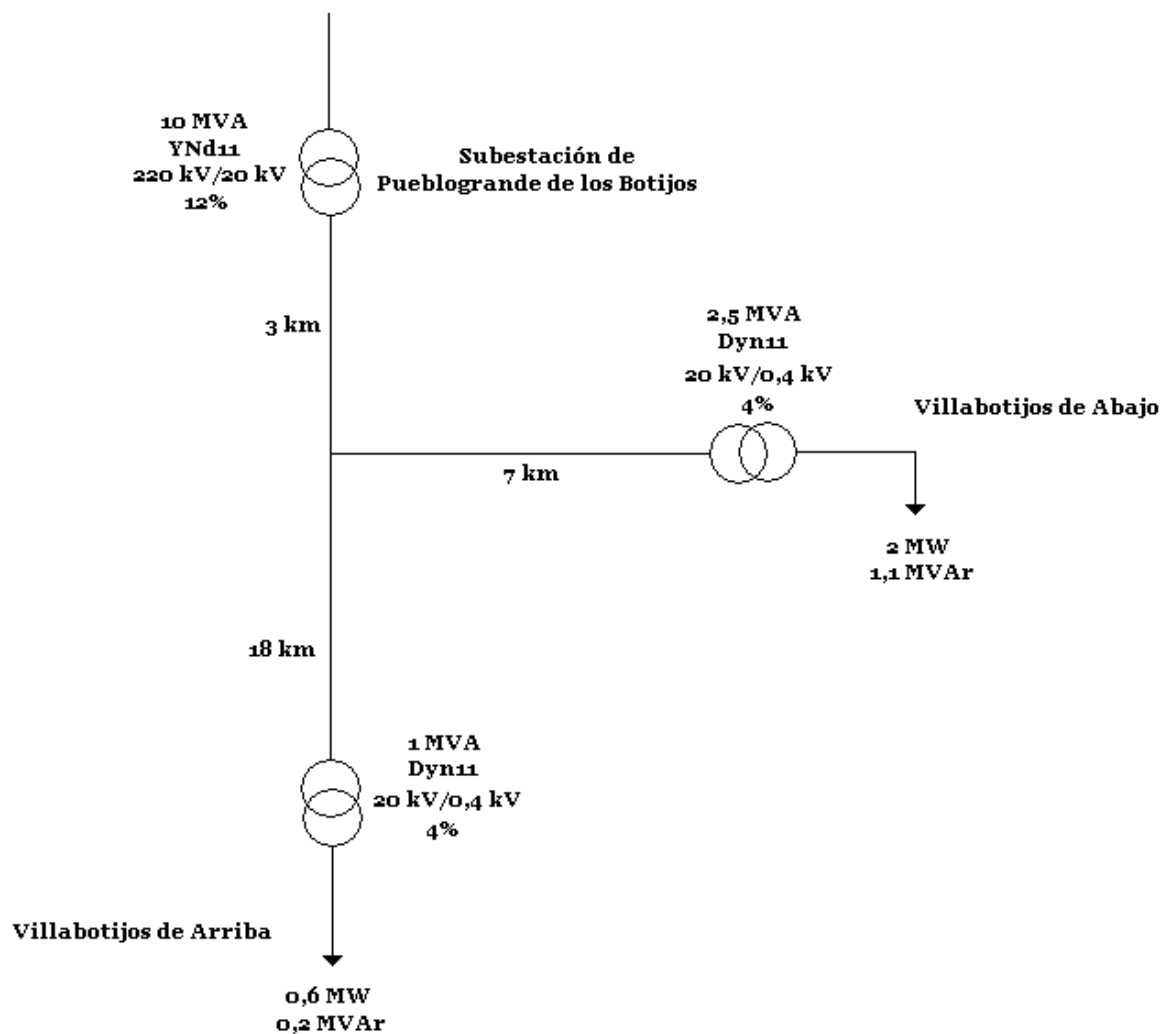 10 MVA
YNd11
220 kV/20 kV
12%
Subestación de
Pueblogrande de los Botijos
3 km
2,5 MVA
Dyn11
20 kV/0,4 kV
4%
Villabotijos de Abajo
7 km
2 MW
1,1 MVAr
18 km
1 MVA
Dyn11
20 kV/0,4 kV
4%
Villabotijos de Arriba
0,6 MW
0,2 MVAr